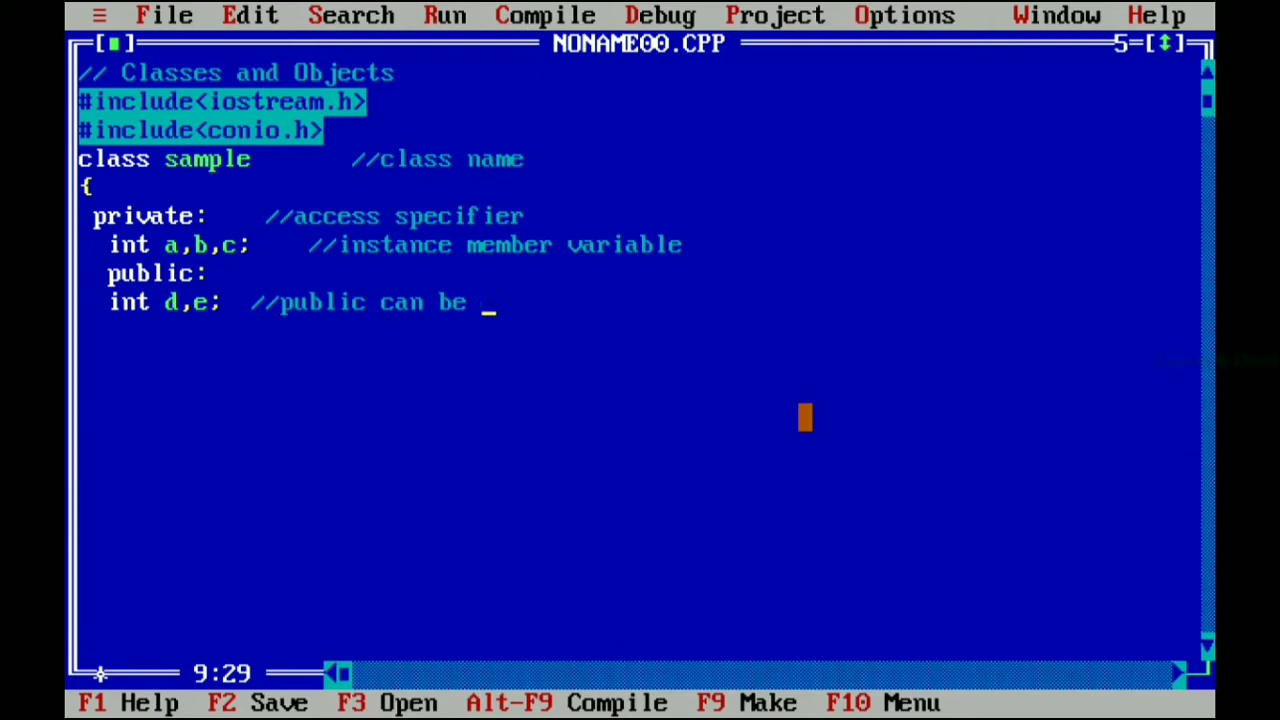 ≡ File Edit Search Run Compile Debug Project Options Window Help
[■] NONAME00.CPP 5=[↕]
// Classes and Objects
#include<iostream.h>
#include<conio.h>
class sample //class name
{
private: //access specifier
int a,b,c; //instance member variable
public:
int d,e; //public can be _
9:29
F1 Help F2 Save F3 Open Alt-F9 Compile F9 Make F10 Menu